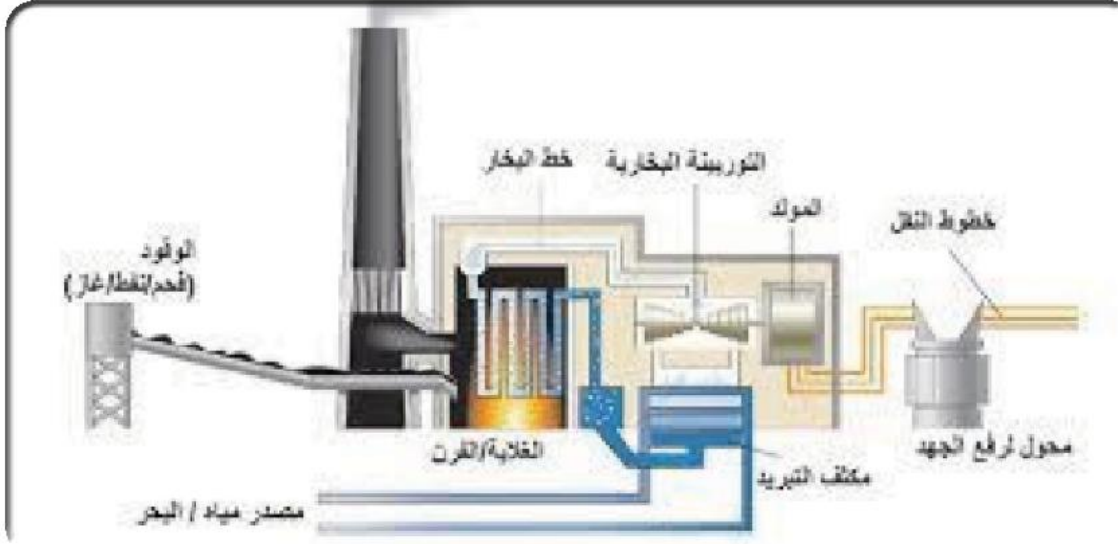 خط البخار
التوربينة البخارية
المولد
خطوط النقل
الوقود
(فحم/نفط/غاز)
الغلاية/الفرن
مكثف التبريد
محول لرفع الجهد
مصدر مياه / البحر